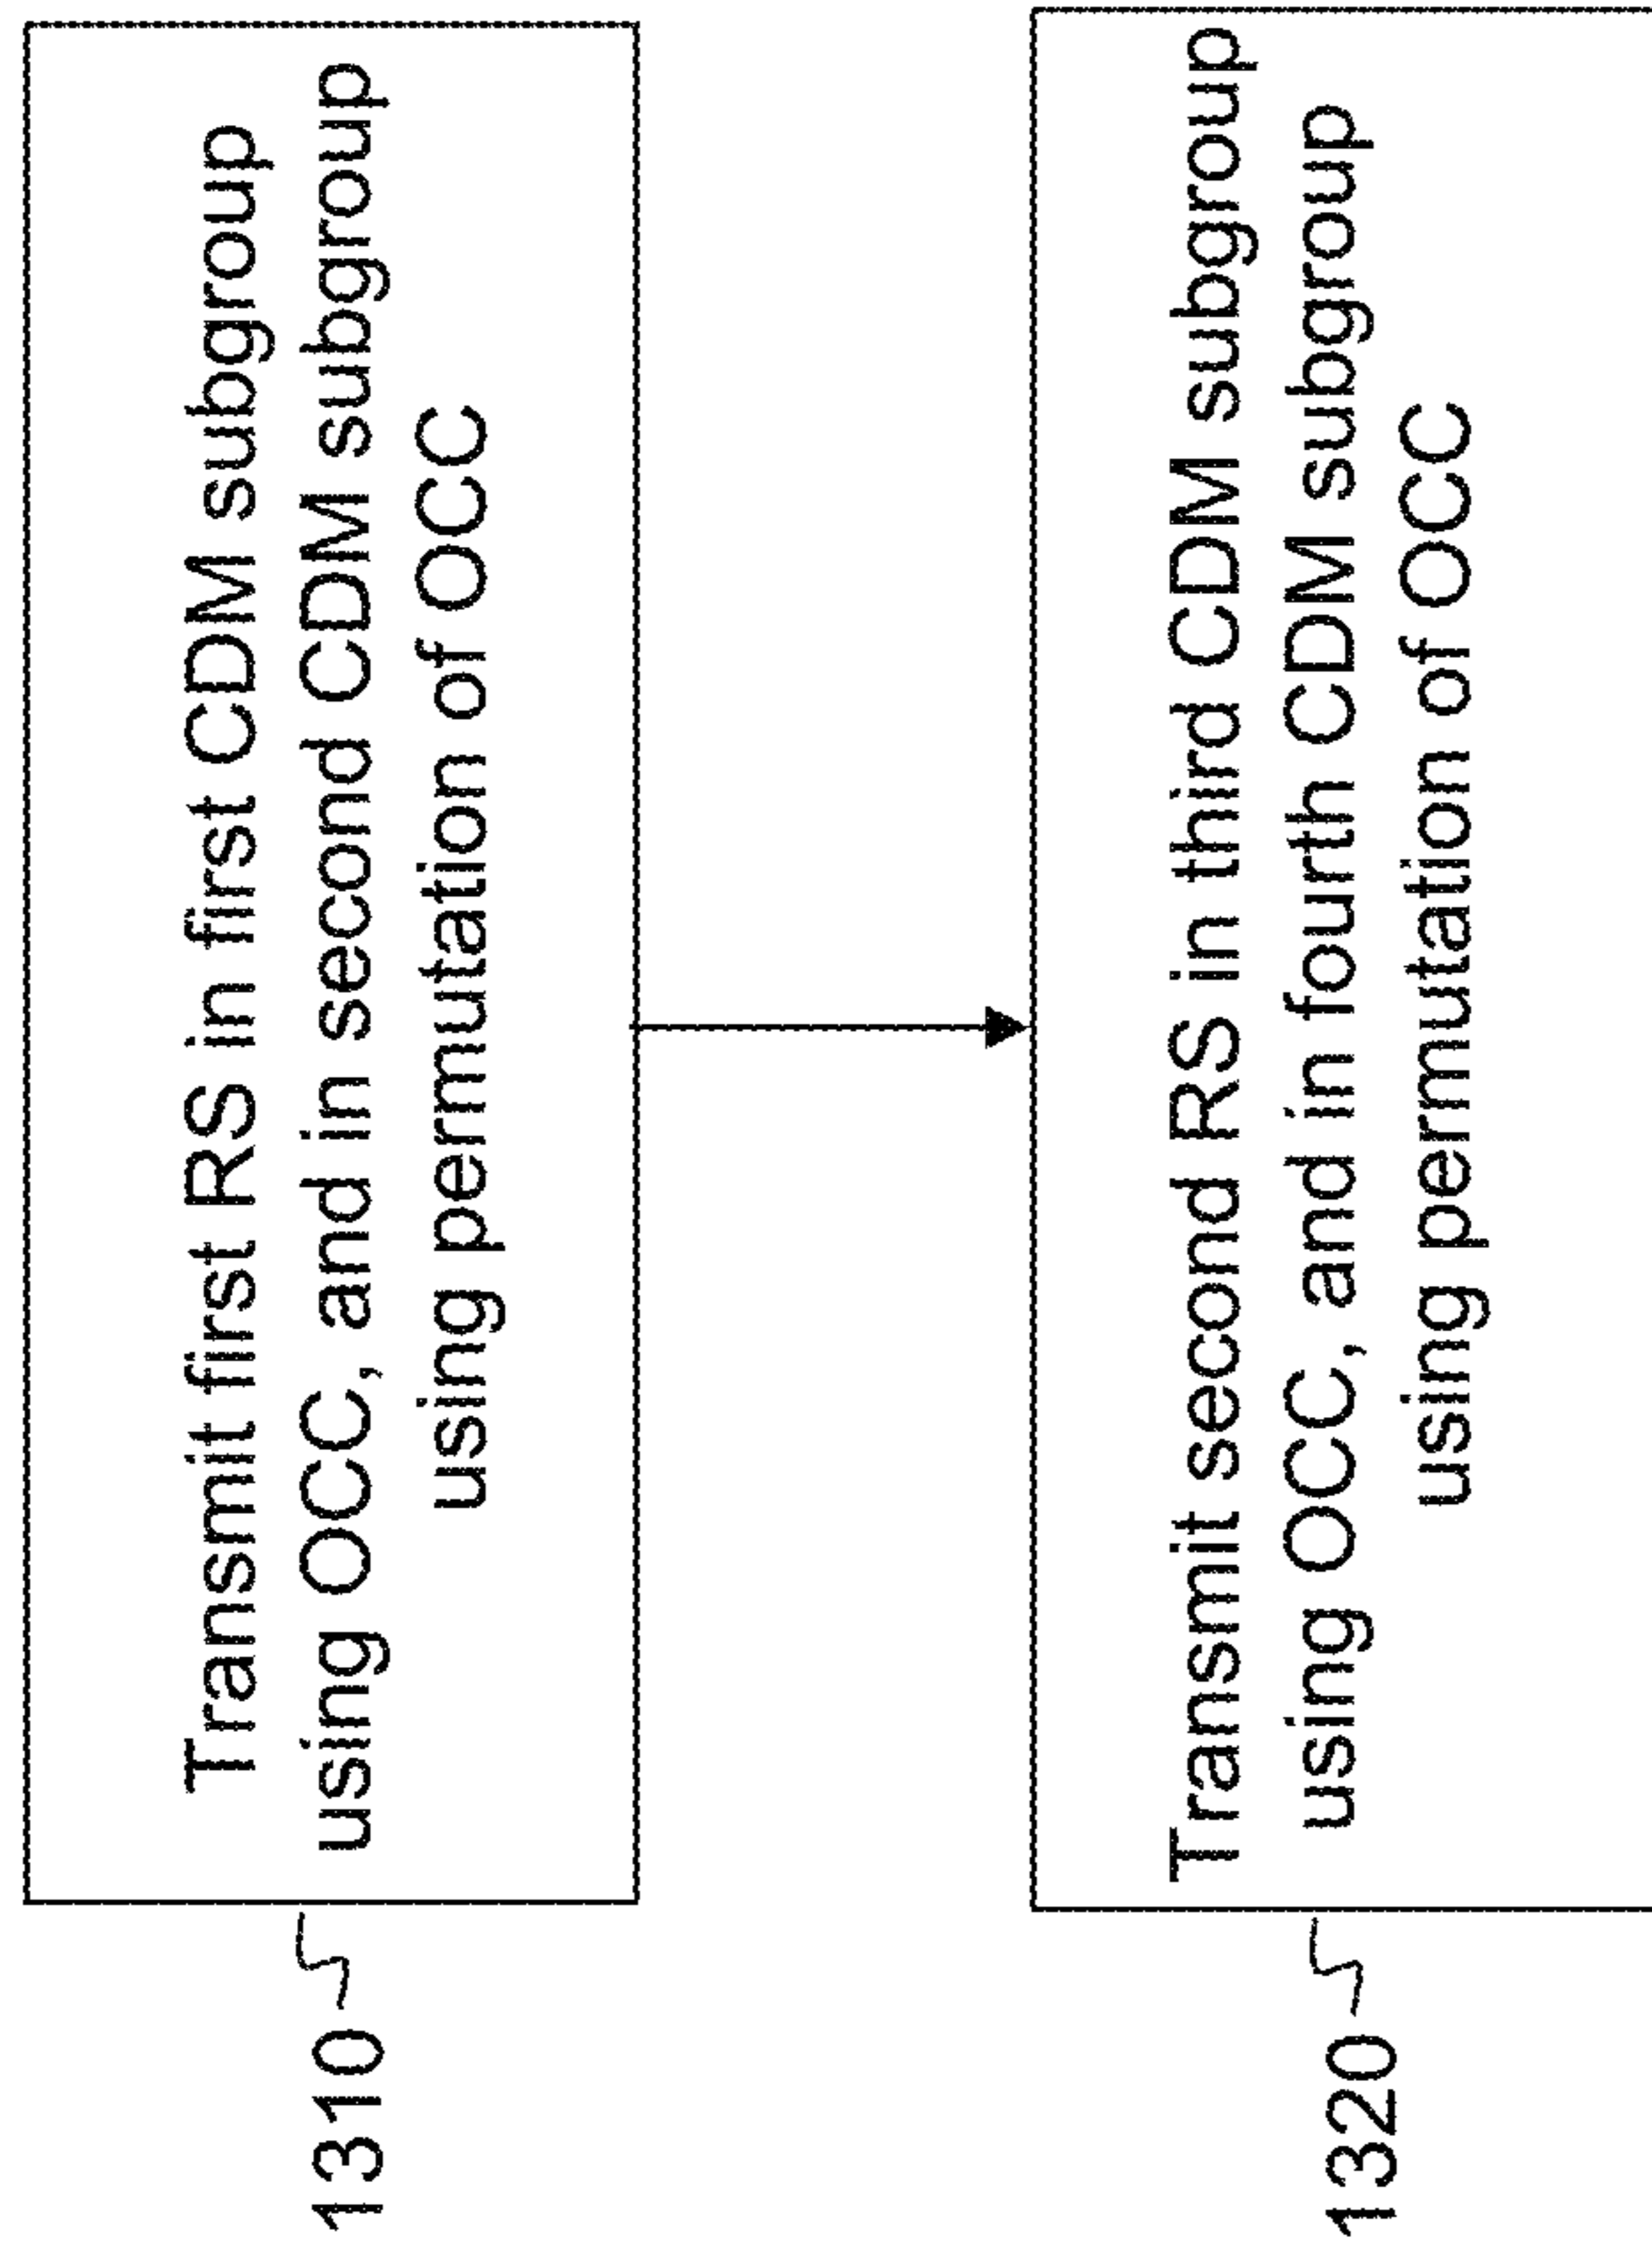 1310
Transmit first RS in first CDM subgroup
using OCC, and in second CDM subgroup
using permutation of OCC
1320
Transmit second RS in third CDM subgroup
using OCC, and in fourth CDM subgroup
using permutation of OCC